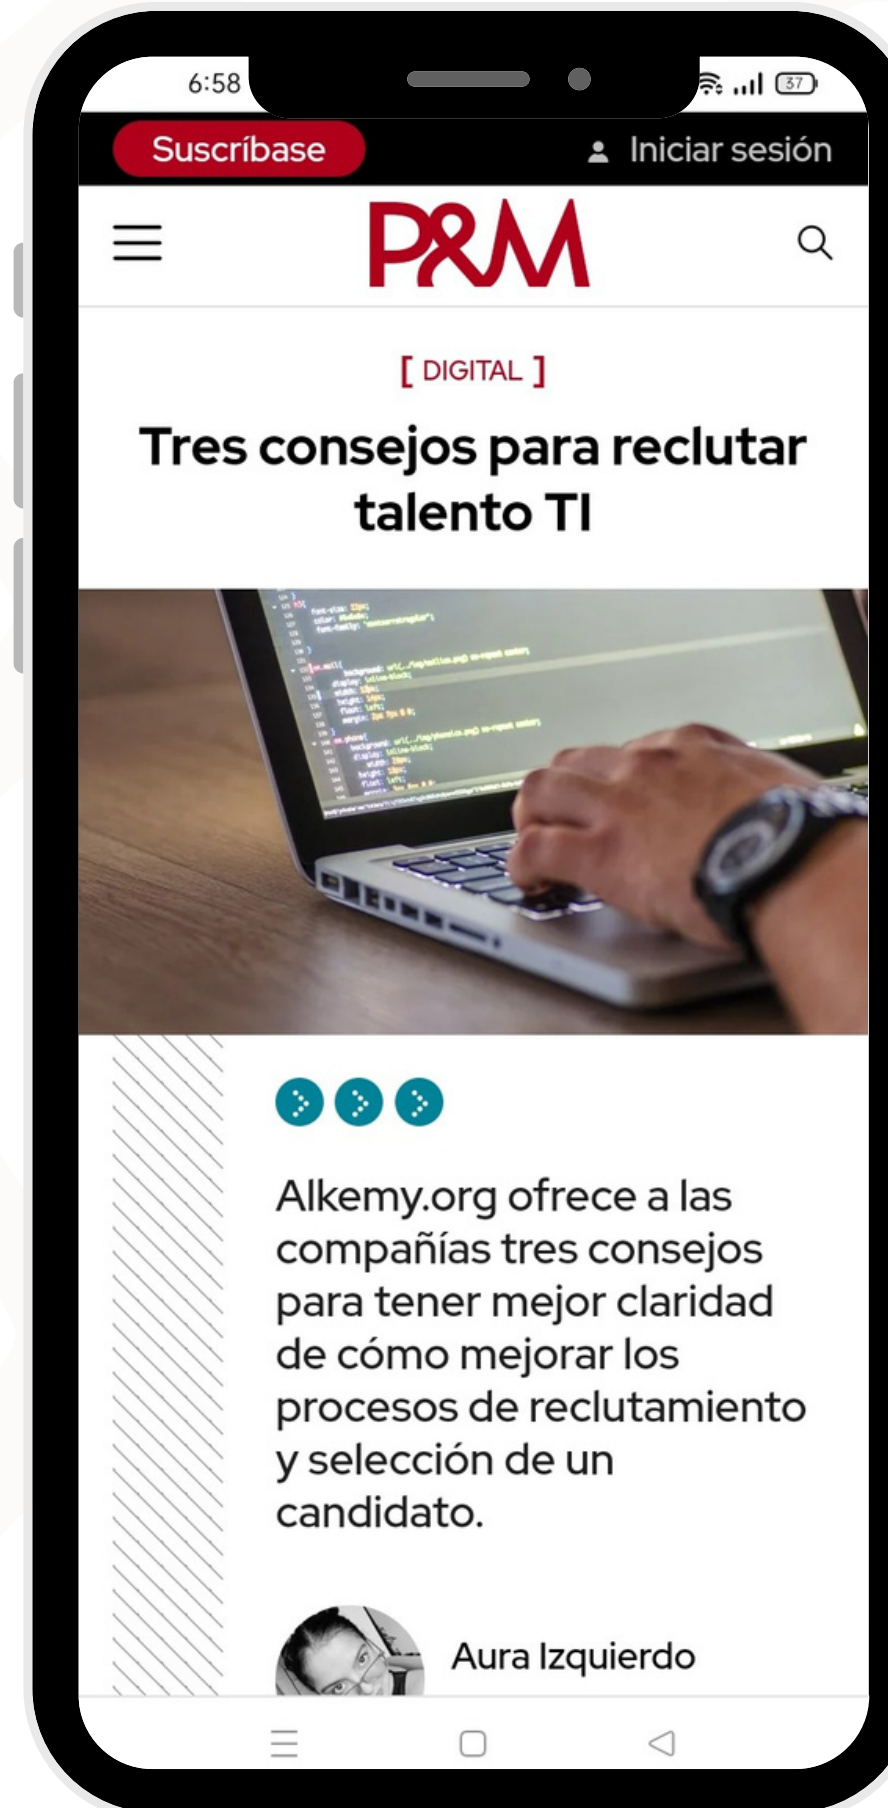 6:58
37
Suscríbase
Iniciar sesión
P&M
[ DIGITAL ]
Tres consejos para reclutar
talento TI
Alkemy.org ofrece a las
compañías tres consejos
para tener mejor claridad
de cómo mejorar los
procesos de reclutamiento
y selección de un
candidato.
Aura Izquierdo